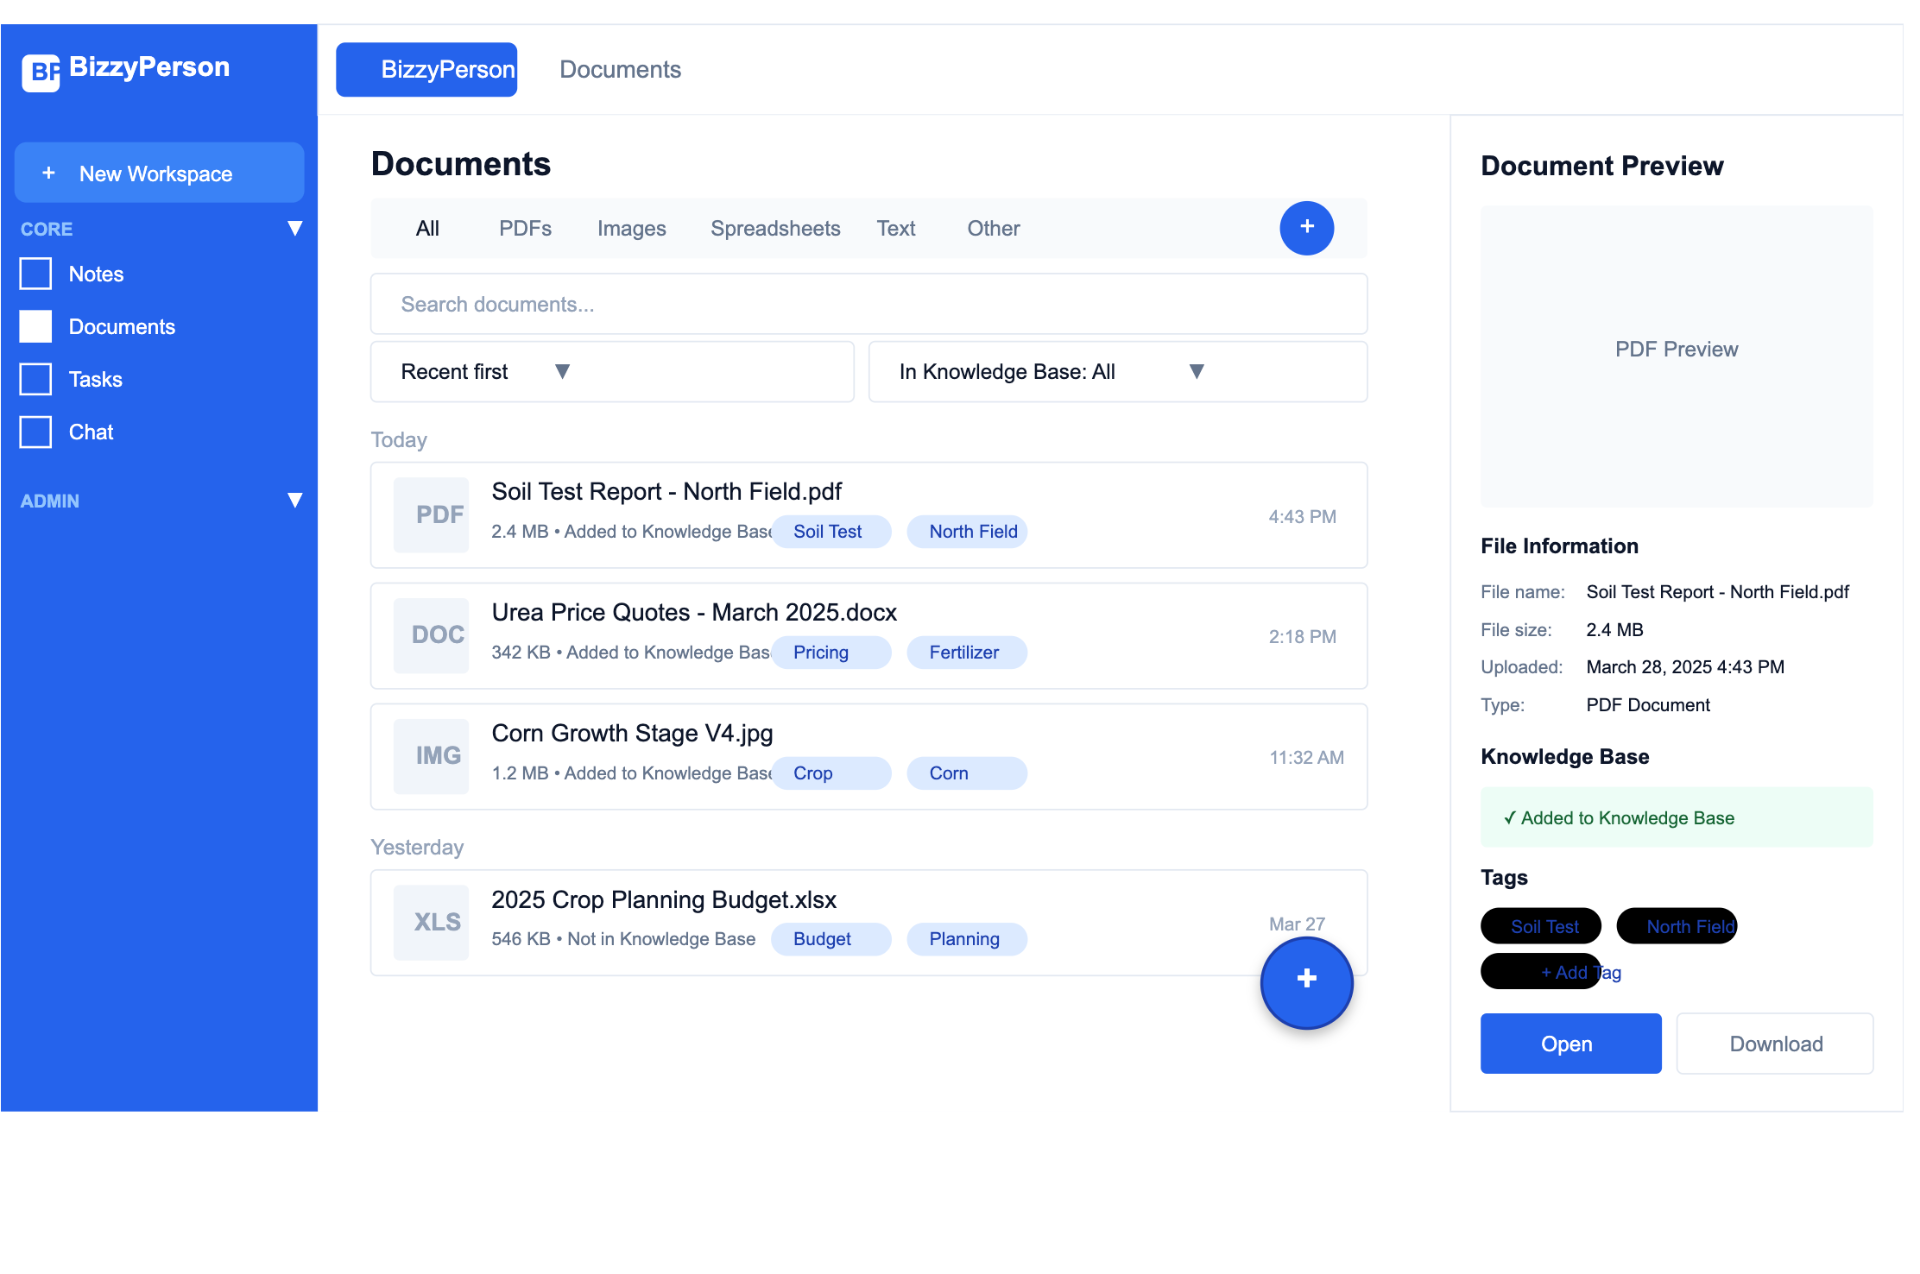 BP BizzyPerson
+ New Workspace
CORE ▼
Notes
Documents
Tasks
Chat
ADMIN ▼
BizzyPerson Documents
Documents
All PDFs Images Spreadsheets Text Other +
Search documents...
Recent first ▼ In Knowledge Base: All ▼
Today
PDF
Soil Test Report - North Field.pdf
2.4 MB • Added to Knowledge Base Soil Test North Field
4:43 PM
DOC
Urea Price Quotes - March 2025.docx
342 KB • Added to Knowledge Bas Pricing Fertilizer
2:18 PM
IMG
Corn Growth Stage V4.jpg
1.2 MB • Added to Knowledge Base Crop Corn
11:32 AM
Yesterday
XLS
2025 Crop Planning Budget.xlsx
546 KB • Not in Knowledge Base Budget Planning
Mar 27
+
Document Preview
PDF Preview
File Information
File name: Soil Test Report - North Field.pdf
File size: 2.4 MB
Uploaded: March 28, 2025 4:43 PM
Type: PDF Document
Knowledge Base
✓ Added to Knowledge Base
Tags
Soil Test North Field
+ Add Tag
Open Download